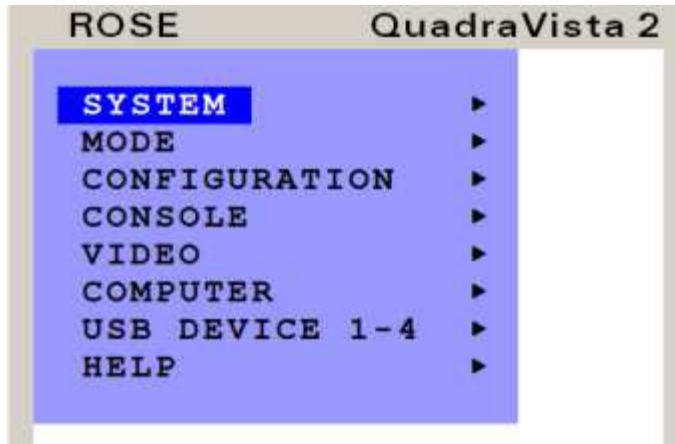 ROSE QuadraVista 2
SYSTEM
MODE
CONFIGURATION
CONSOLE
VIDEO
COMPUTER
USB DEVICE 1-4
HELP